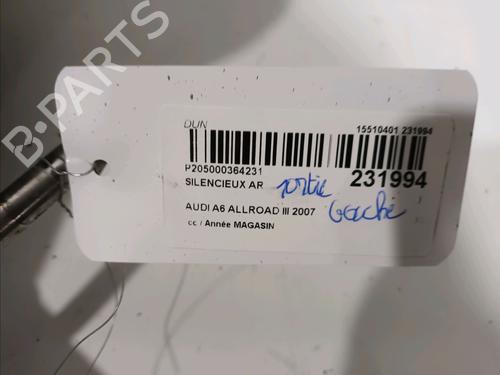 B-PARTS
DUN 15510401 231994
P205000364231
SILENCIEUX AR sortie 231994
AUDI A6 ALLROAD III 2007 Gauche
cc / Année MAGASIN